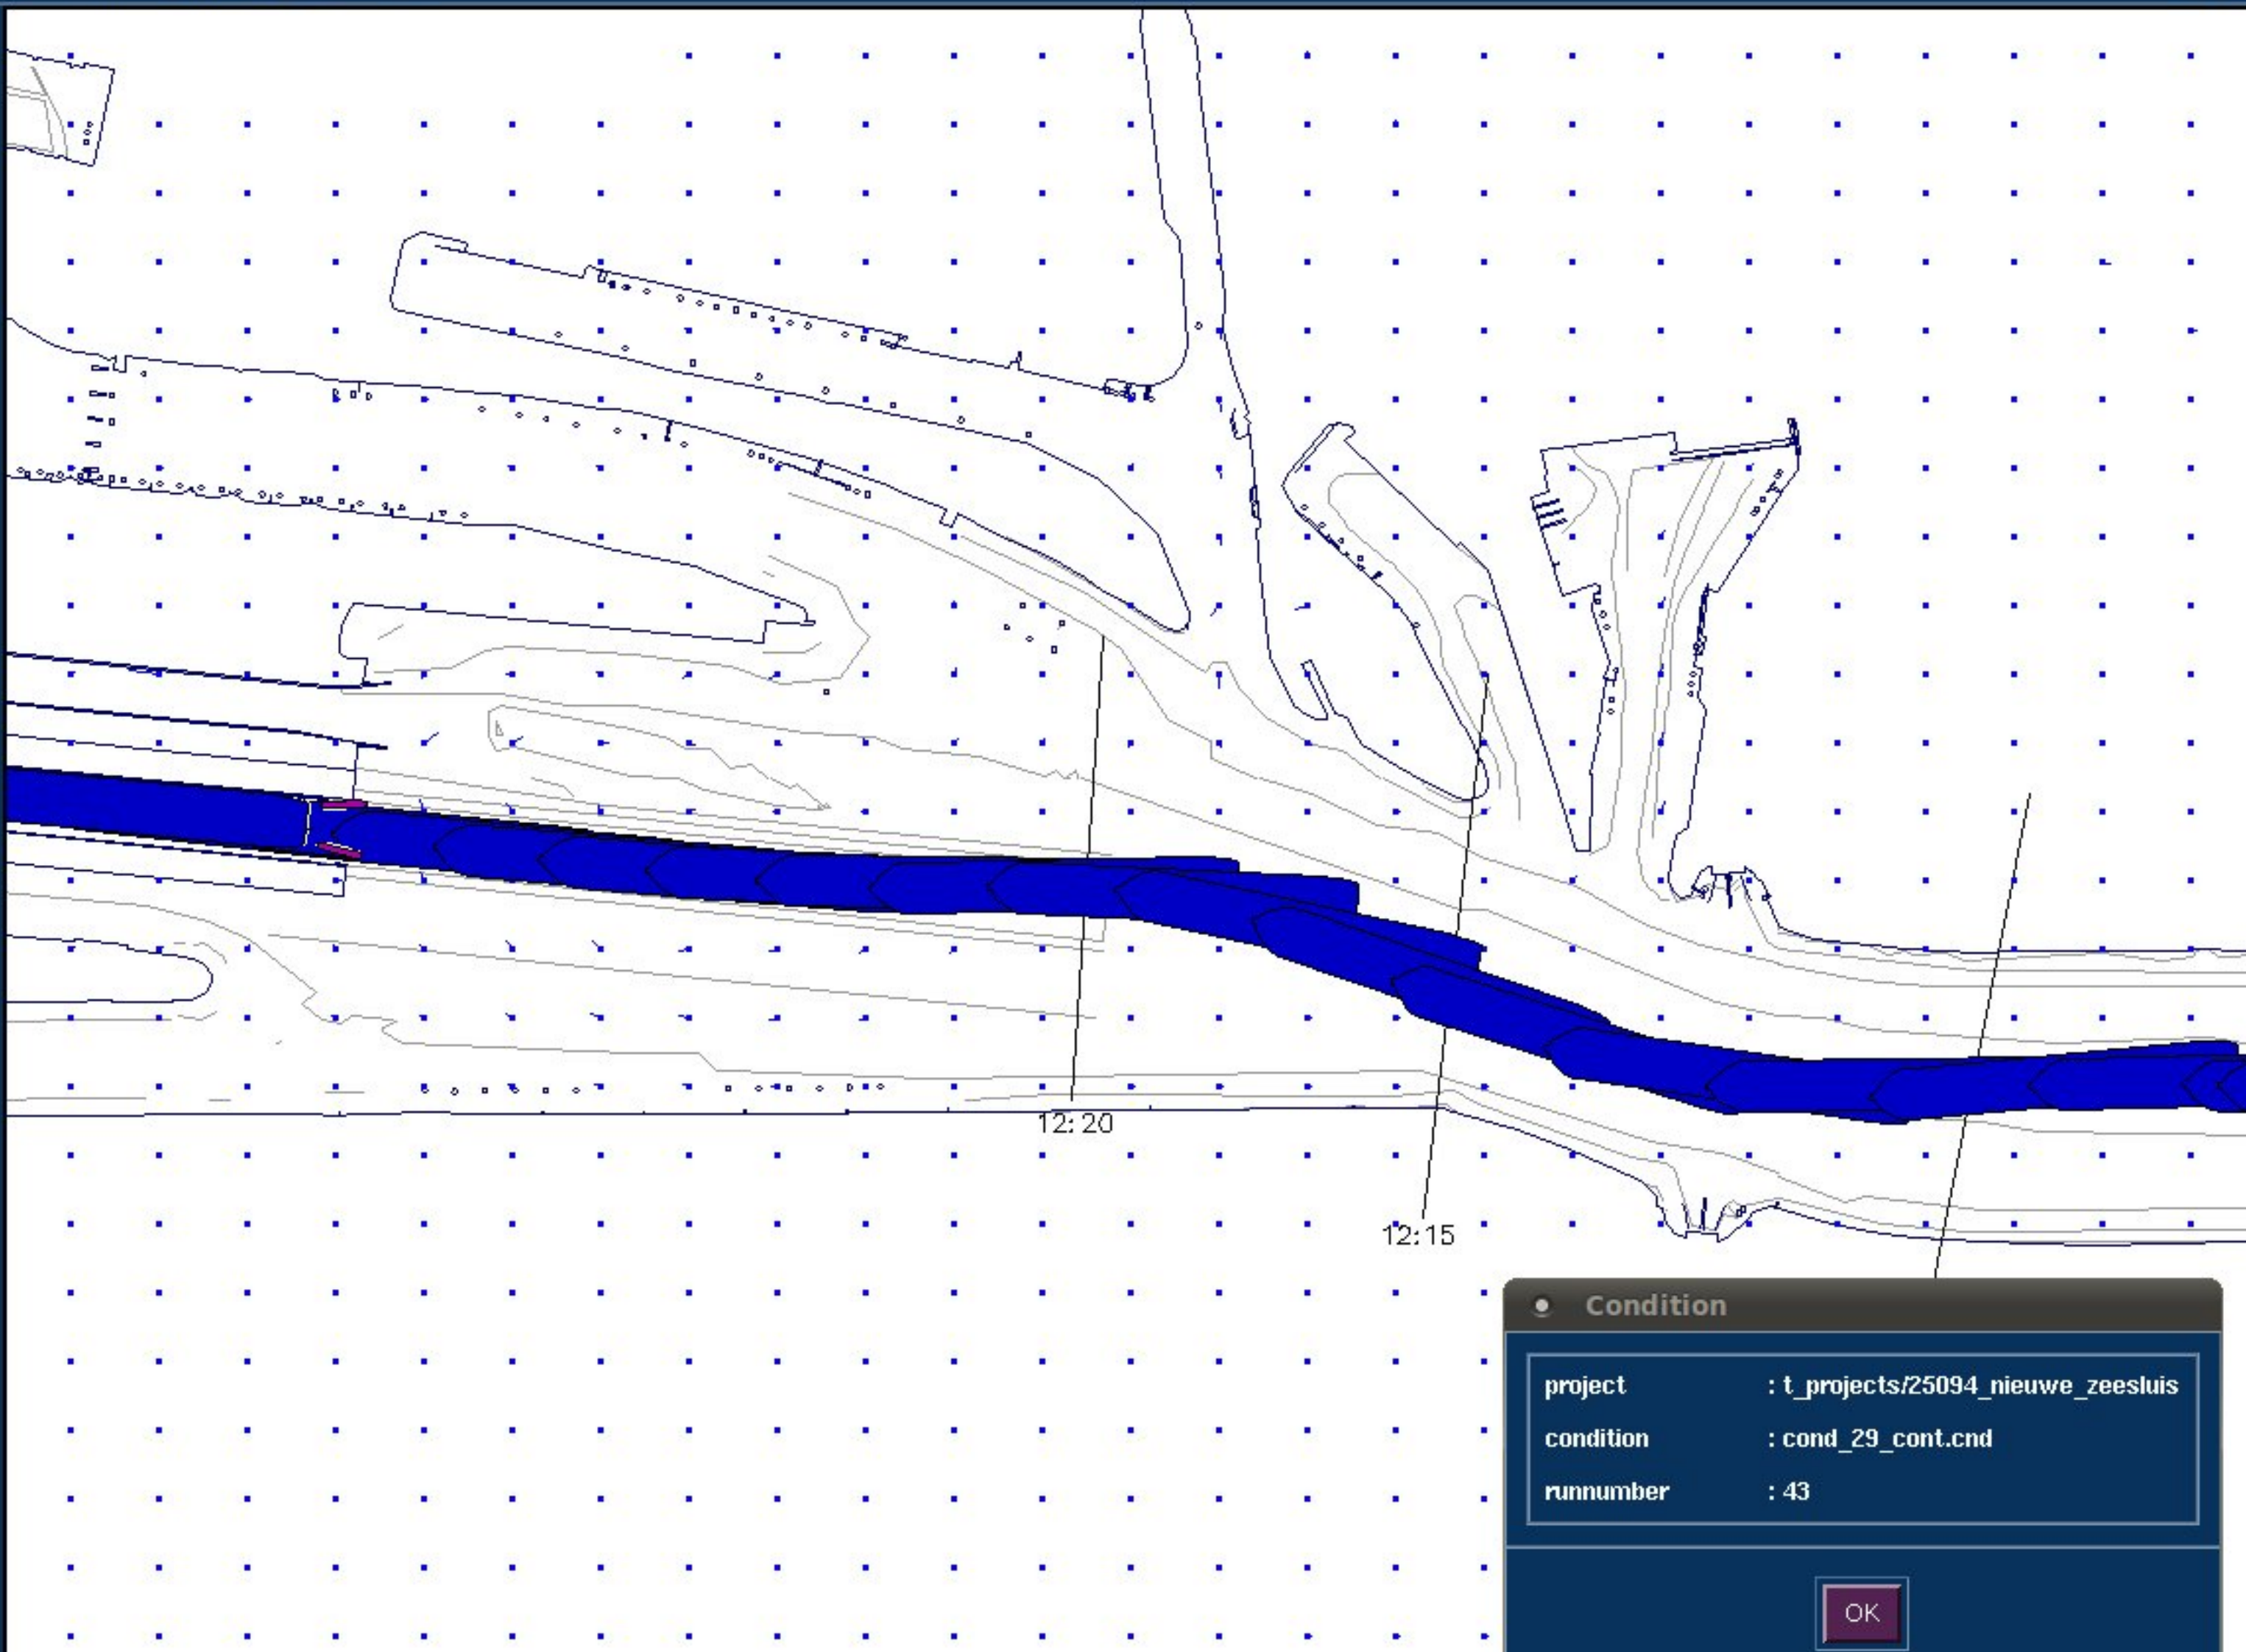 12:20
12:15
Condition
project : t_projects/25094_nieuwe_zeesluis
condition : cond_29_cont.cnd
runnumber : 43
OK